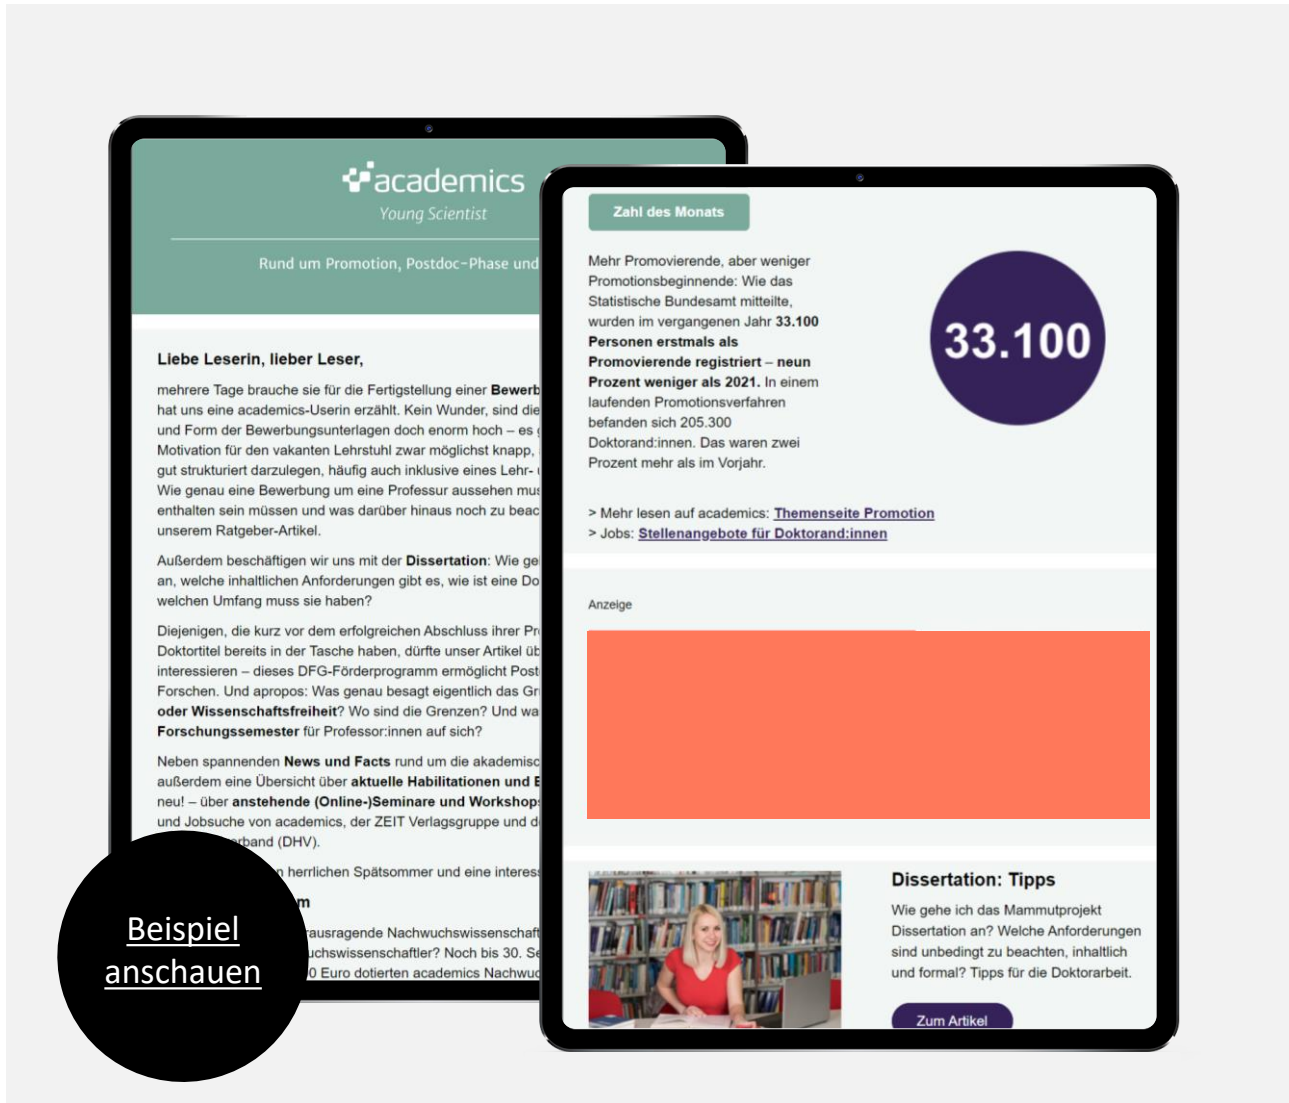 academics
Young Scientist
Rund um Promotion, Postdoc-Phase und
Liebe Leserin, lieber Leser,
mehrere Tage brauche sie für die Fertigstellung einer Bewerb
hat uns eine academics-Userin erzählt. Kein Wunder, sind die
und Form der Bewerbungsunterlagen doch enorm hoch – es
Motivation für den vakanten Lehrstuhl zwar möglichst knapp,
gut strukturiert darzulegen, häufig auch inklusive eines Lehr-
Wie genau eine Bewerbung um eine Professur aussehen mus
enthalten sein müssen und was darüber hinaus noch zu beac
unserem Ratgeber-Artikel.
Außerdem beschäftigen wir uns mit der Dissertation: Wie ge
an, welche inhaltlichen Anforderungen gibt es, wie ist eine Do
welchen Umfang muss sie haben?
Diejenigen, die kurz vor dem erfolgreichen Abschluss ihrer Pr
Doktortitel bereits in der Tasche haben, dürfte unser Artikel üb
interessieren – dieses DFG-Förderprogramm ermöglicht Post
Forschen. Und apropos: Was genau besagt eigentlich das Gr
oder Wissenschaftsfreiheit? Wo sind die Grenzen? Und wa
Forschungssemester für Professor:innen auf sich?
Neben spannenden News und Facts rund um die akademisc
außerdem eine Übersicht über aktuelle Habilitationen und E
neu! – über anstehende (Online-)Seminare und Workshops
und Jobsuche von academics, der ZEIT Verlagsgruppe und d
rband (DHV).
n herrlichen Spätsommer und eine interess
m
rausragende Nachwuchswissenschaft
uchswissenschaftler? Noch bis 30. Se
0 Euro dotierten academics Nachwuc
Beispiel
anschauen
Zahl des Monats
Mehr Promovierende, aber weniger
Promotionsbeginnende: Wie das
Statistische Bundesamt mitteilte,
wurden im vergangenen Jahr 33.100
Personen erstmals als
Promovierende registriert – neun
Prozent weniger als 2021. In einem
laufenden Promotionsverfahren
befanden sich 205.300
Doktorand:innen. Das waren zwei
Prozent mehr als im Vorjahr.
33.100
> Mehr lesen auf academics: Themenseite Promotion
> Jobs: Stellenangebote für Doktorand:innen
Anzeige
Dissertation: Tipps
Wie gehe ich das Mammutprojekt
Dissertation an? Welche Anforderungen
sind unbedingt zu beachten, inhaltlich
und formal? Tipps für die Doktorarbeit.
Zum Artikel